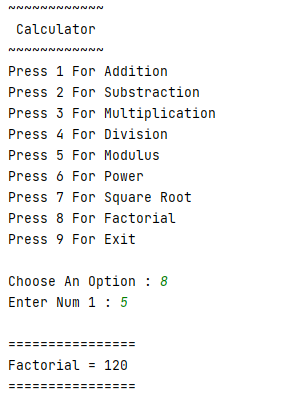 ~~~~~~~~~~~~
 Calculator
~~~~~~~~~~~~
Press 1 For Addition
Press 2 For Substraction
Press 3 For Multiplication
Press 4 For Division
Press 5 For Modulus
Press 6 For Power
Press 7 For Square Root
Press 8 For Factorial
Press 9 For Exit

Choose An Option : 8
Enter Num 1 : 5

================
Factorial = 120
================